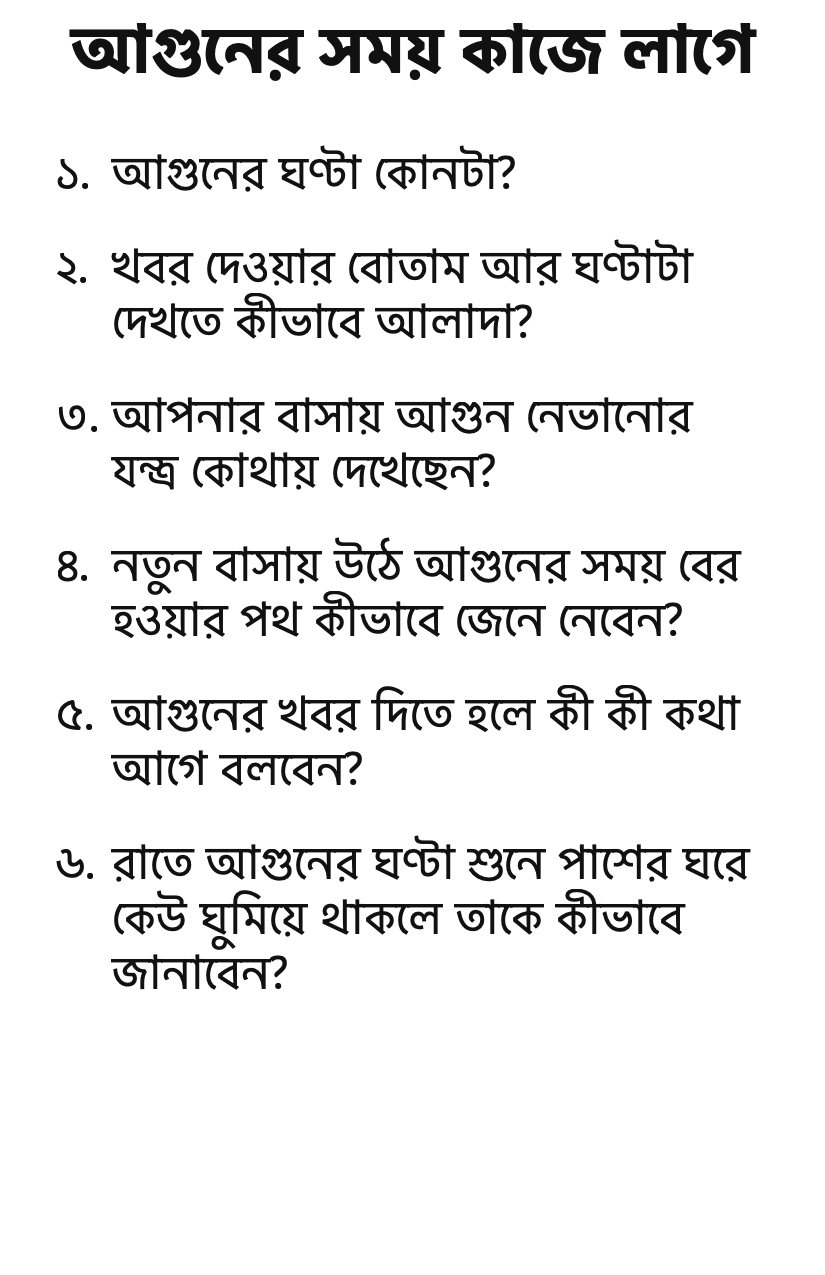 আগুনের সময় কাজে লাগে
১. আগুনের ঘণ্টা কোনটা?
২. খবর দেওয়ার বোতাম আর ঘণ্টাটা
দেখতে কীভাবে আলাদা?
৩. আপনার বাসায় আগুন নেভানোর
যন্ত্র কোথায় দেখেছেন?
৪. নতুন বাসায় উঠে আগুনের সময় বের
হওয়ার পথ কীভাবে জেনে নেবেন?
৫. আগুনের খবর দিতে হলে কী কী কথা
আগে বলবেন?
৬. রাতে আগুনের ঘণ্টা শুনে পাশের ঘরে
কেউ ঘুমিয়ে থাকলে তাকে কীভাবে
জানাবেন?